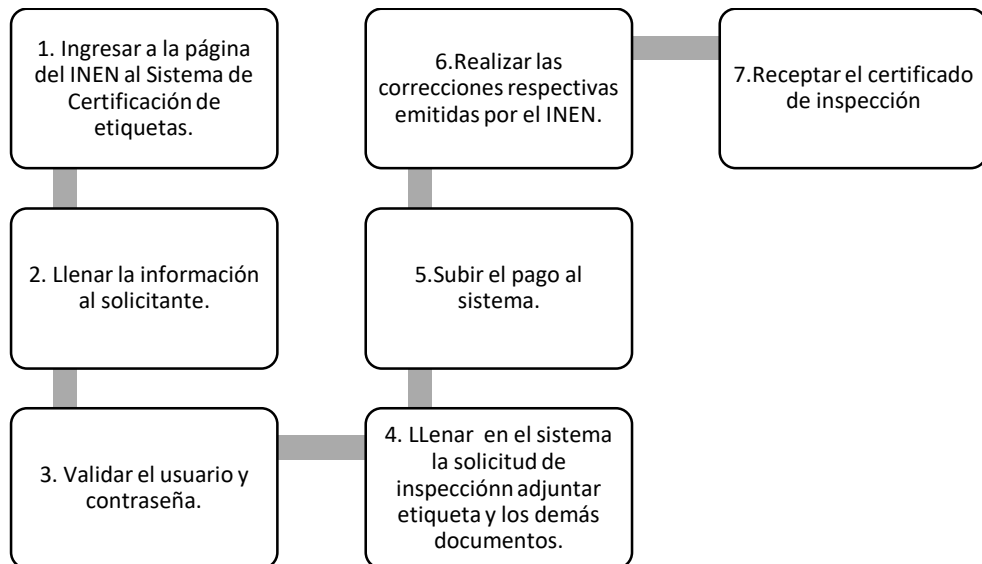 1. Ingresar a la página
del INEN al Sistema de
Certificación de
etiquetas.
2. Llenar la información
al solicitante.
3. Validar el usuario y
contraseña.
4. LLenar en el sistema
la solicitud de
inspecciónn adjuntar
etiqueta y los demás
documentos.
5.Subir el pago al
sistema.
6.Realizar las
correcciones respectivas
emitidas por el INEN.
7.Receptar el certificado
de inspección